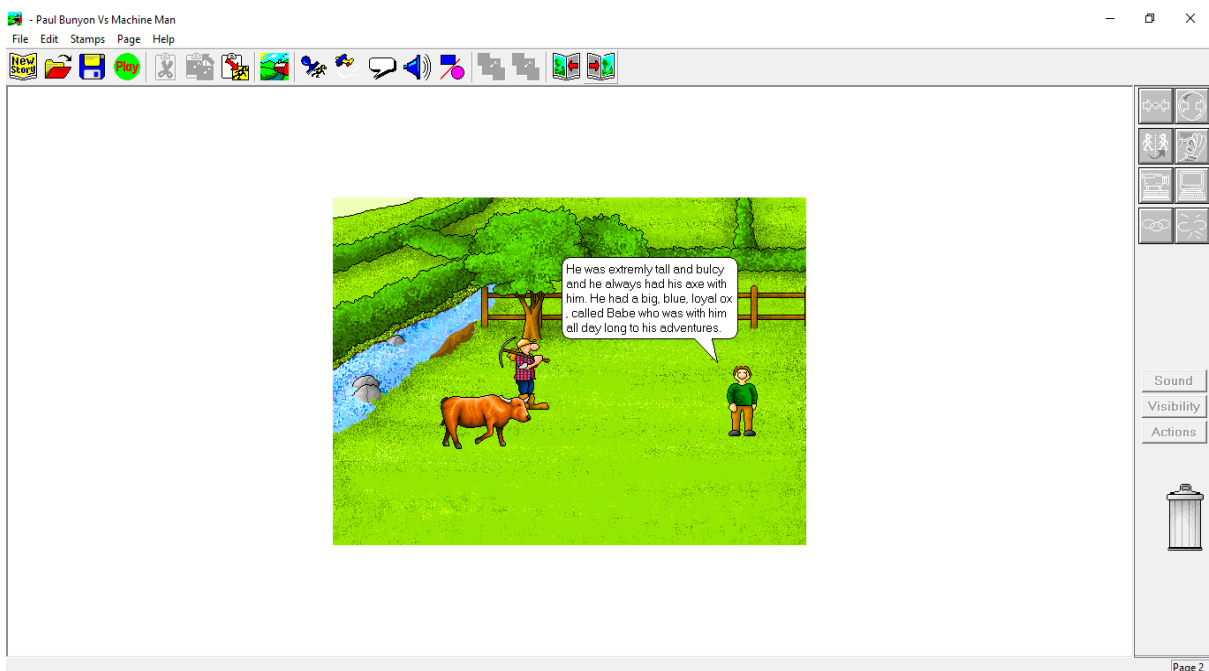 - Paul Bunyon Vs Machine Man
File Edit Stamps Page Help
New Story Play
He was extremly tall and bulcy
and he always had his axe with
him. He had a big, blue, loyal ox
, called Babe who was with him
all day long to his adventures.
Sound
Visibility
Actions
Page 2